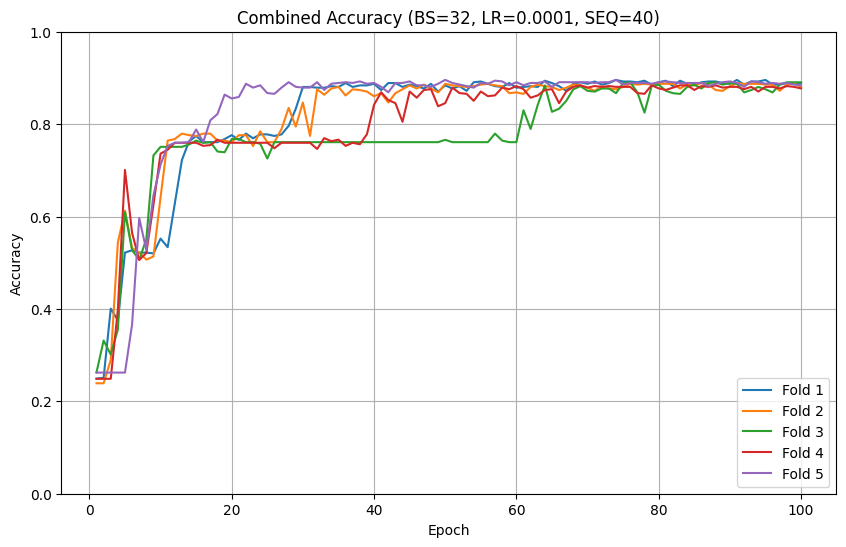 Combined Accuracy (BS=32, LR=0.0001, SEQ=40)
1.0
0.8
0.6
0.4
0.2
0.0
Accuracy
0 20 40 60 80 100
Epoch
Fold 1
Fold 2
Fold 3
Fold 4
Fold 5